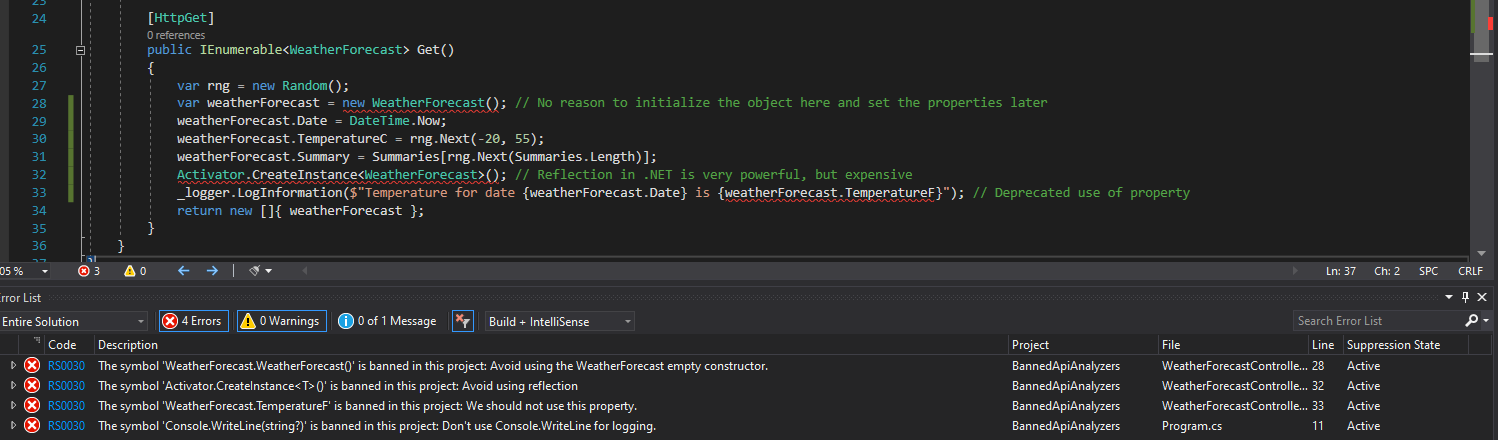 23
24 [HttpGet]
0 references
25 public IEnumerable<WeatherForecast> Get()
26 {
27 var rng = new Random();
28 var weatherForecast = new WeatherForecast(); // No reason to initialize the object here and set the properties later
29 weatherForecast.Date = DateTime.Now;
30 weatherForecast.TemperatureC = rng.Next(-20, 55);
31 weatherForecast.Summary = Summaries[rng.Next(Summaries.Length)];
32 Activator.CreateInstance<WeatherForecast>(); // Reflection in .NET is very powerful, but expensive
33 _logger.LogInformation($"Temperature for date {weatherForecast.Date} is {weatherForecast.TemperatureF}"); // Deprecated use of property
34 return new []{ weatherForecast };
35 }
36 }
37 }
05 % 3 0 Ln: 37 Ch: 2 SPC CRLF
Error List
Entire Solution 4 Errors 0 Warnings 0 of 1 Message Build + IntelliSense Search Error List
Code Description Project File Line Suppression State
RS0030 The symbol 'WeatherForecast.WeatherForecast()' is banned in this project: Avoid using the WeatherForecast empty constructor. BannedApiAnalyzers WeatherForecastControlle... 28 Active
RS0030 The symbol 'Activator.CreateInstance<T>()' is banned in this project: Avoid using reflection BannedApiAnalyzers WeatherForecastControlle... 32 Active
RS0030 The symbol 'WeatherForecast.TemperatureF' is banned in this project: We should not use this property. BannedApiAnalyzers WeatherForecastControlle... 33 Active
RS0030 The symbol 'Console.WriteLine(string?)' is banned in this project: Don't use Console.WriteLine for logging. BannedApiAnalyzers Program.cs 11 Active